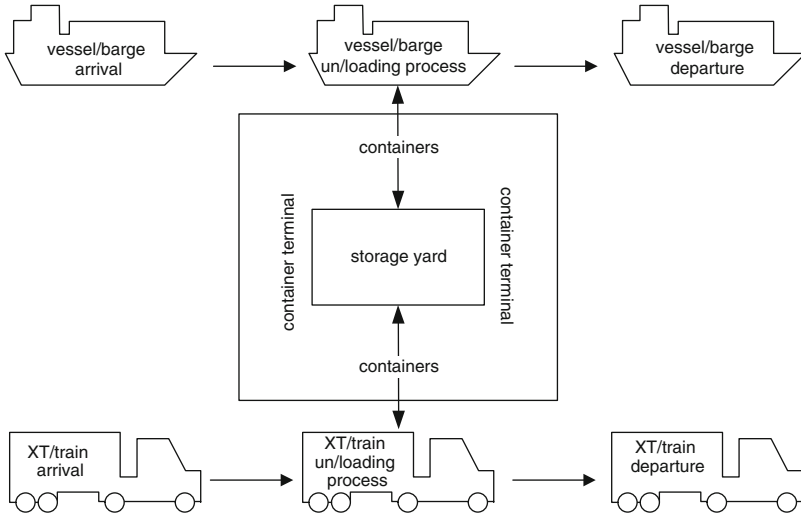 vessel/barge
arrival
vessel/barge
un/loading process
vessel/barge
departure
containers
container terminal
storage yard
container terminal
containers
XT/train
arrival
XT/train
un/loading
process
XT/train
departure